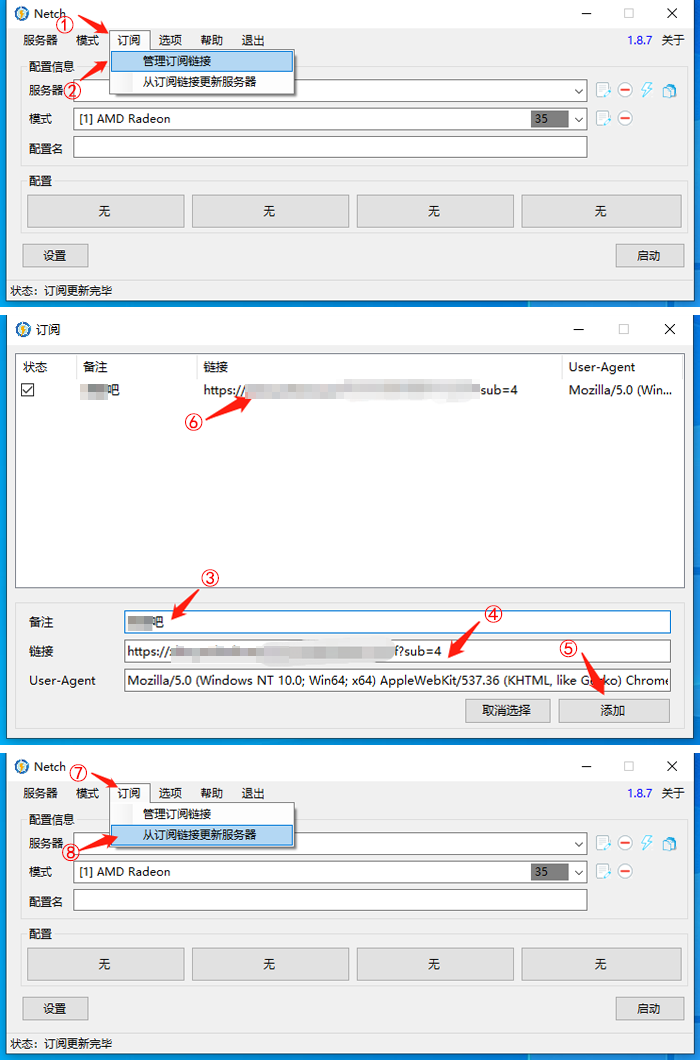 Netch
①
服务器 模式 订阅 选项 帮助 退出 1.8.7 关于
配置信息
管理订阅链接
②
服务器
从订阅链接更新服务器
模式 [1] AMD Radeon 35
配置名
配置
无 无 无 无
设置 启动
状态: 订阅更新完毕
订阅
状态 备注 链接 User-Agent
吧 https:// sub=4 Mozilla/5.0 (Win...
⑥
③
④
备注 吧
⑤
链接 https:// f?sub=4
User-Agent Mozilla/5.0 (Windows NT 10.0; Win64; x64) AppleWebKit/537.36 (KHTML, like Gecko) Chrome
取消选择 添加
Netch
⑦
服务器 模式 订阅 选项 帮助 退出 1.8.7 关于
配置信息
管理订阅链接
服务器
从订阅链接更新服务器
⑧
模式 [1] AMD Radeon 35
配置名
配置
无 无 无 无
设置 启动
状态: 订阅更新完毕